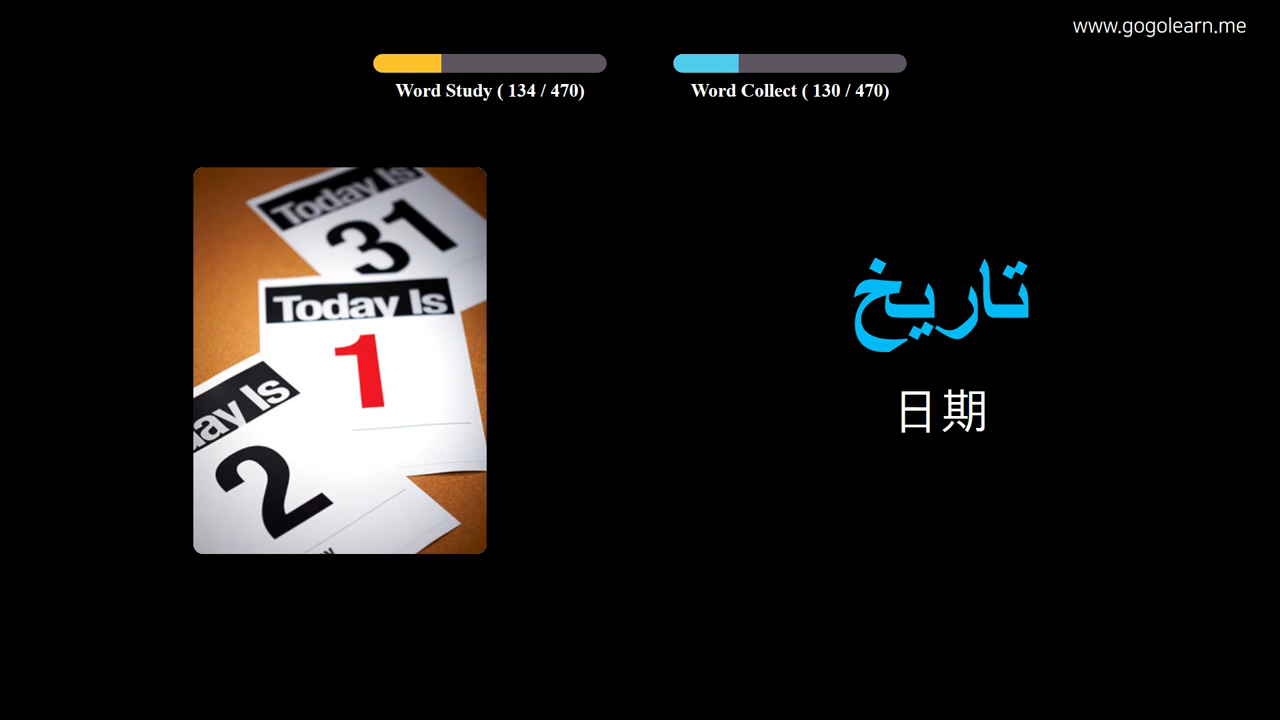 www.gogolearn.me
Word Study ( 134 / 470)
Word Collect ( 130 / 470)
Today Is
31
Today Is
1
ay Is
2
تاریخ
日期